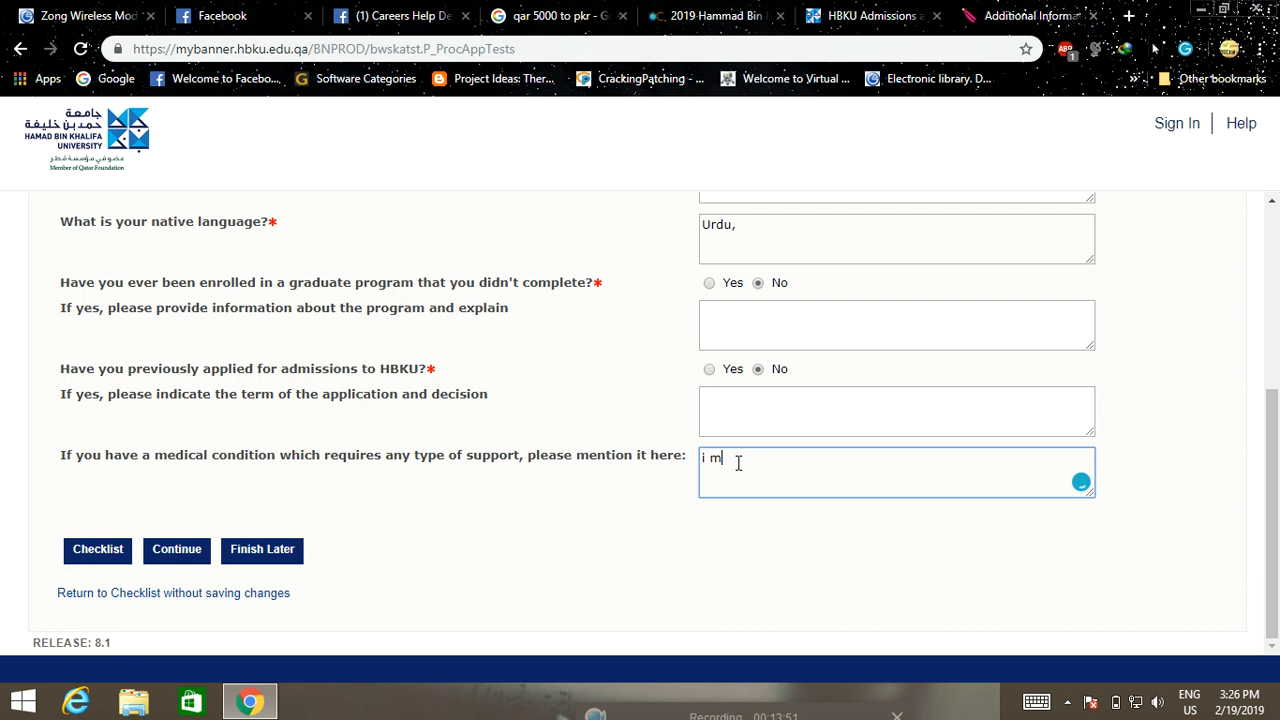 Zong Wireless Mod
Facebook
(1) Careers Help De
qar 5000 to pkr - G
2019 Hammad Bin
HBKU Admissions a
Additional Informa
https://mybanner.hbku.edu.qa/BNPROD/bwskatst.P_ProcAppTests
ABP
1
Apps
Google
Welcome to Facebo...
Software Categories
Project Ideas: Ther...
CrackingPatching - ...
Welcome to Virtual ...
Electronic library. D...
Other bookmarks
جامعة
حمد بن خليفة
HAMAD BIN KHALIFA
UNIVERSITY
عضو في مؤسسة قطر
Member of Qatar Foundation
Sign In
Help
What is your native language?*
Urdu,
Have you ever been enrolled in a graduate program that you didn't complete?*
Yes No
If yes, please provide information about the program and explain
Have you previously applied for admissions to HBKU?*
Yes No
If yes, please indicate the term of the application and decision
If you have a medical condition which requires any type of support, please mention it here:
i m
Checklist Continue Finish Later
Return to Checklist without saving changes
RELEASE: 8.1
Recording 00:13:51
ENG
US
3:26 PM
2/19/2019